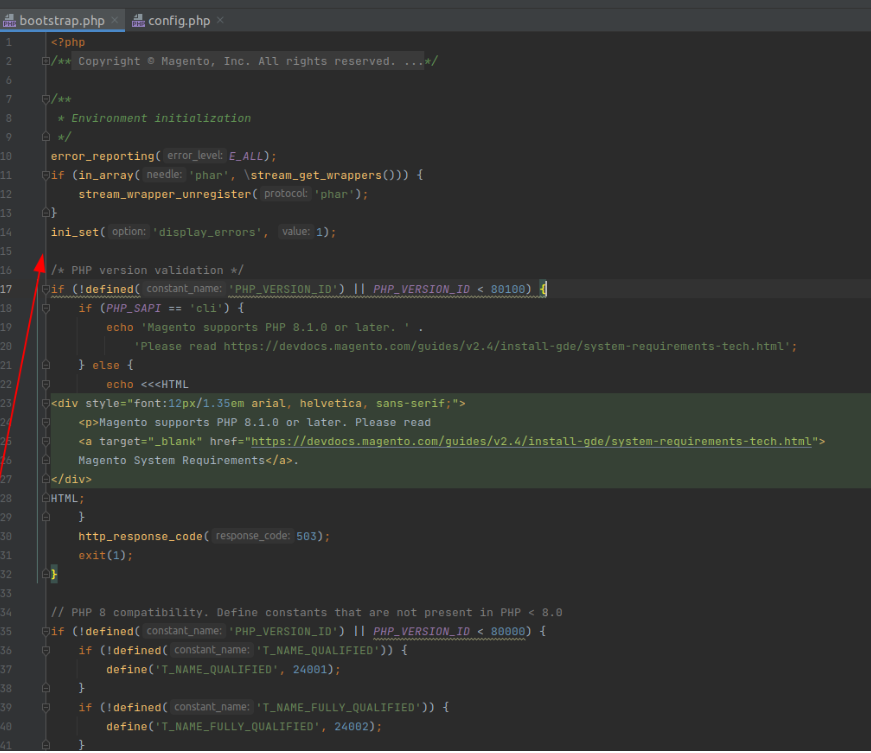 bootstrap.php × config.php ×
1 <?php
2 /** Copyright © Magento, Inc. All rights reserved. ...*/
6
7 /**
8 * Environment initialization
9 */
10 error_reporting( error_level: E_ALL);
11 if (in_array( needle: 'phar', \stream_get_wrappers())) {
12 stream_wrapper_unregister( protocol: 'phar');
13 }
14 ini_set( option: 'display_errors', value: 1);
15
16 /* PHP version validation */
17 if (!defined( constant_name: 'PHP_VERSION_ID') || PHP_VERSION_ID < 80100) {
18 if (PHP_SAPI == 'cli') {
19 echo 'Magento supports PHP 8.1.0 or later. ' .
20 'Please read https://devdocs.magento.com/guides/v2.4/install-gde/system-requirements-tech.html';
21 } else {
22 echo <<<HTML
23 <div style="font:12px/1.35em arial, helvetica, sans-serif;">
24 <p>Magento supports PHP 8.1.0 or later. Please read
25 <a target="_blank" href="https://devdocs.magento.com/guides/v2.4/install-gde/system-requirements-tech.html">
26 Magento System Requirements</a>.
27 </div>
28 HTML;
29 }
30 http_response_code( response_code: 503);
31 exit(1);
32 }
33
34 // PHP 8 compatibility. Define constants that are not present in PHP < 8.0
35 if (!defined( constant_name: 'PHP_VERSION_ID') || PHP_VERSION_ID < 80000) {
36 if (!defined( constant_name: 'T_NAME_QUALIFIED')) {
37 define('T_NAME_QUALIFIED', 24001);
38 }
39 if (!defined( constant_name: 'T_NAME_FULLY_QUALIFIED')) {
40 define('T_NAME_FULLY_QUALIFIED', 24002);
41 }